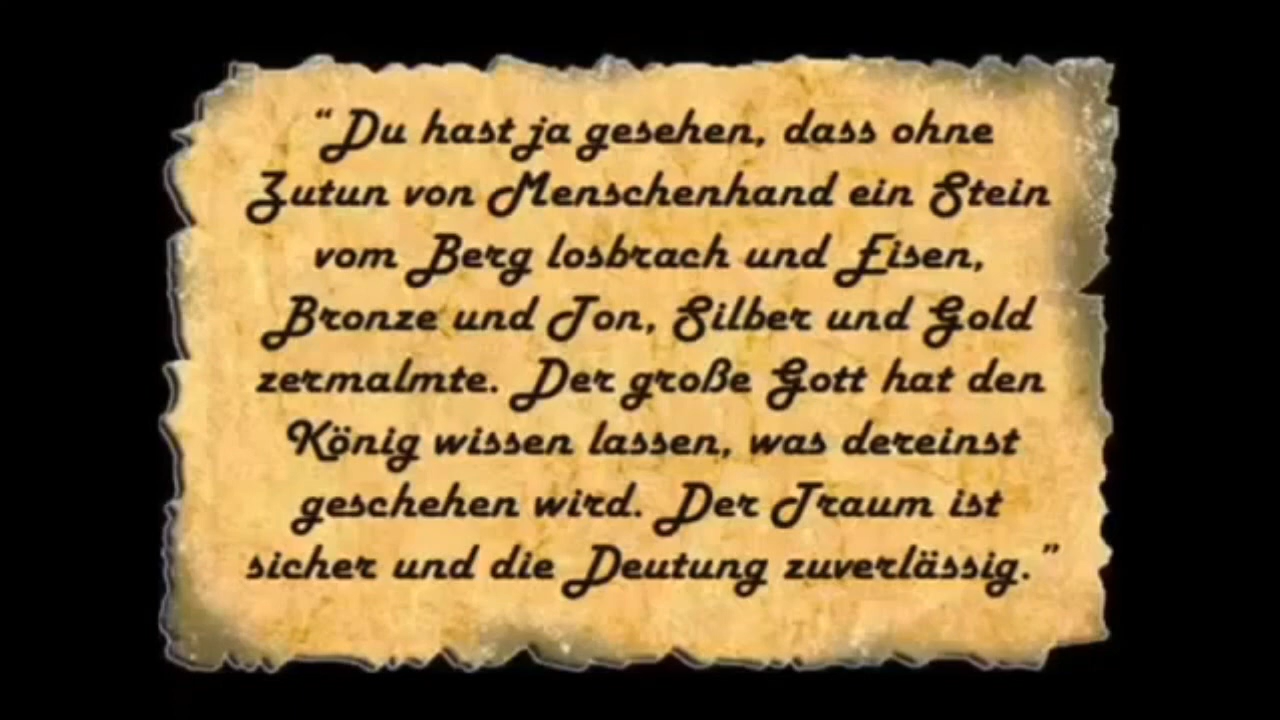 “Du hast ja gesehen, dass ohne
Zutun von Menschenhand ein Stein
vom Berg losbrach und Eisen,
Bronze und Ton, Silber und Gold
zermalmte. Der große Gott hat den
König wissen lassen, was dereinst
geschehen wird. Der Traum ist
sicher und die Deutung zuverlässig.”